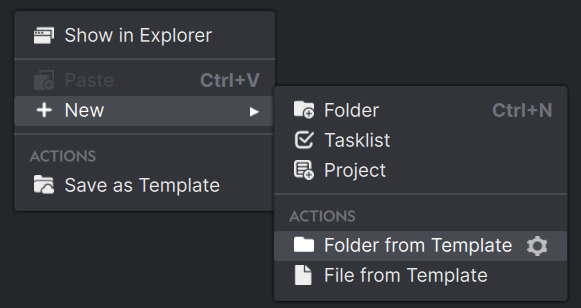 Show in Explorer
Paste Ctrl+V
New
ACTIONS
Save as Template
Folder Ctrl+N
Tasklist
Project
ACTIONS
Folder from Template
File from Template